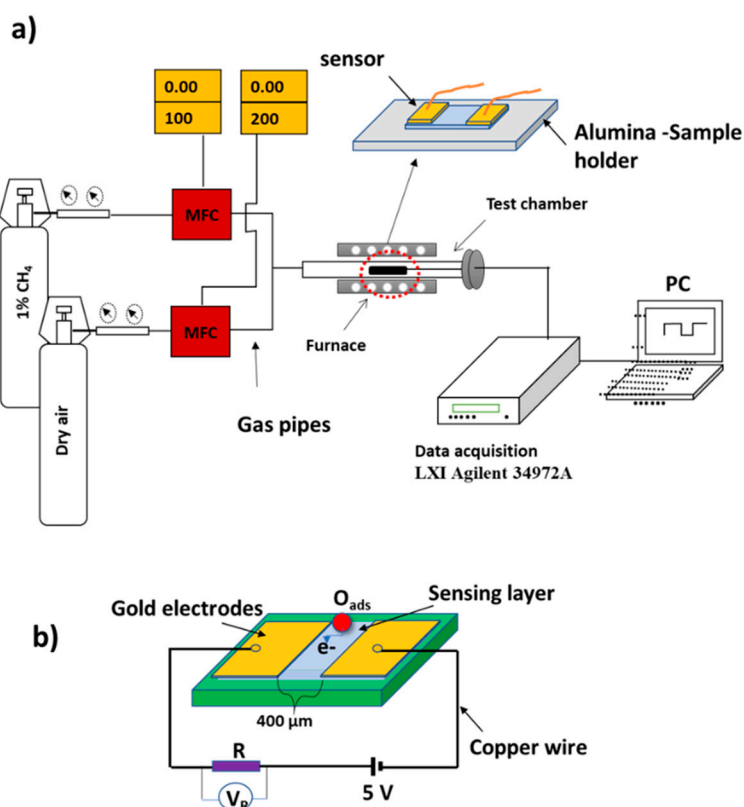 a)
0.00
100
0.00
200
sensor
Alumina -Sample
holder
MFC
Test chamber
1% CH₄
MFC
Furnace
PC
Gas pipes
Dry air
Data acquisition
LXI Agilent 34972A
b)
Gold electrodes
Oads
Sensing layer
e-
400 μm
R
Copper wire
VR
5 V